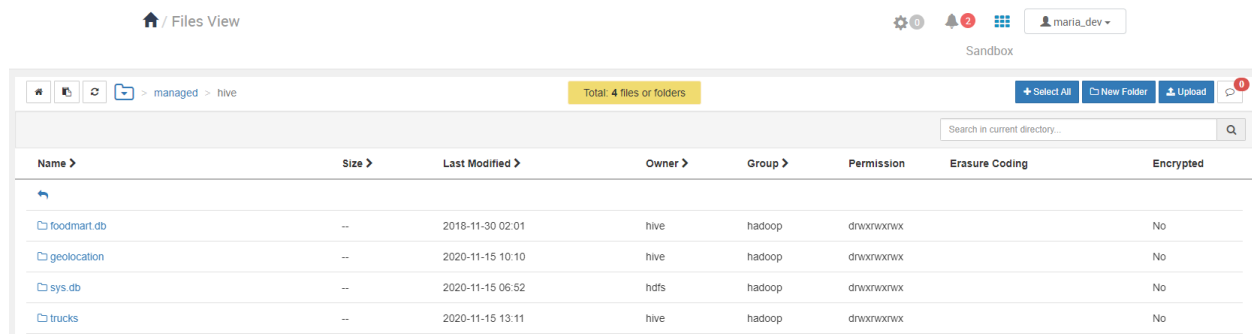 / Files View 0 2 maria_dev
Sandbox
> managed > hive Total: 4 files or folders Select All New Folder Upload 0
Search in current directory...
Name Size Last Modified Owner Group Permission Erasure Coding Encrypted
foodmart.db -- 2018-11-30 02:01 hive hadoop drwxrwxrwx No
geolocation -- 2020-11-15 10:10 hive hadoop drwxrwxrwx No
sys.db -- 2020-11-15 06:52 hdfs hadoop drwxrwxrwx No
trucks -- 2020-11-15 13:11 hive hadoop drwxrwxrwx No